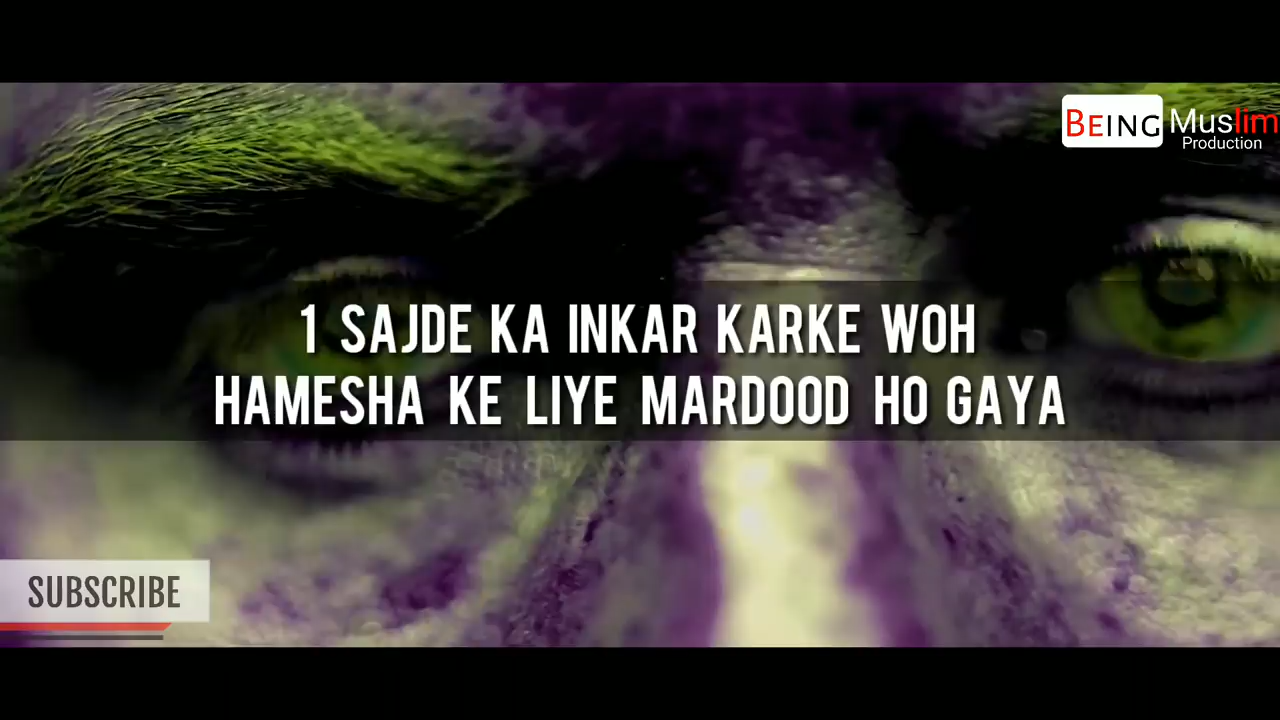 BEING Muslim
Production
1 SAJDE KA INKAR KARKE WOH
HAMESHA KE LIYE MARDOOD HO GAYA
SUBSCRIBE